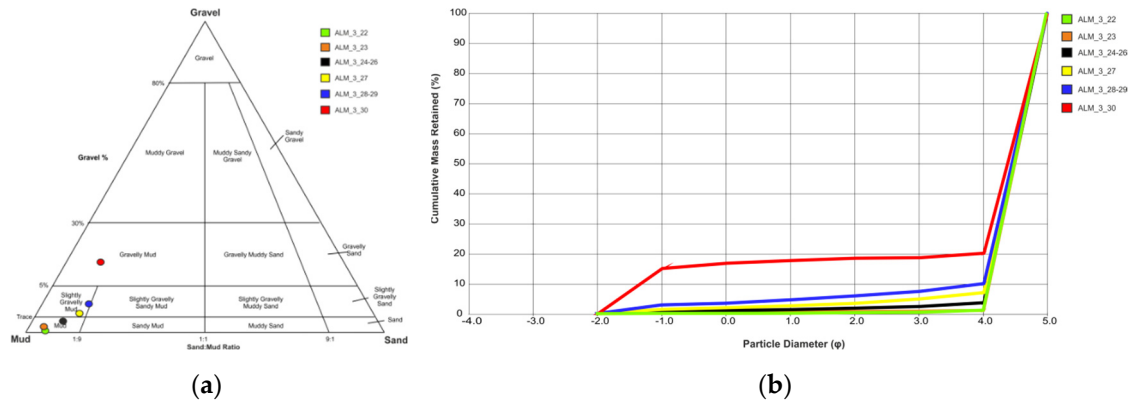 Gravel
ALM_3_22
ALM_3_23
ALM_3_24-26
ALM_3_27
ALM_3_28-29
ALM_3_30
Gravel
80%
Sandy
Gravel
Muddy Gravel
Muddy Sandy
Gravel
Gravel %
30%
Gravelly Mud
Gravelly Muddy Sand
Gravelly
Sand
5%
Slightly
Gravelly
Mud
Slightly Gravelly
Sandy Mud
Slightly Gravelly
Muddy Sand
Slightly
Gravelly
Sand
Trace
Mud
Sandy Mud
Muddy Sand
Sand
Mud
1:9
1:1
9:1
Sand
Sand:Mud Ratio
(a)
100
90
80
70
60
50
40
30
20
10
0
Cumulative Mass Retained (%)
-4.0
-3.0
-2.0
-1.0
0.0
1.0
2.0
3.0
4.0
5.0
Particle Diameter (φ)
ALM_3_22
ALM_3_23
ALM_3_24-26
ALM_3_27
ALM_3_28-29
ALM_3_30
(b)